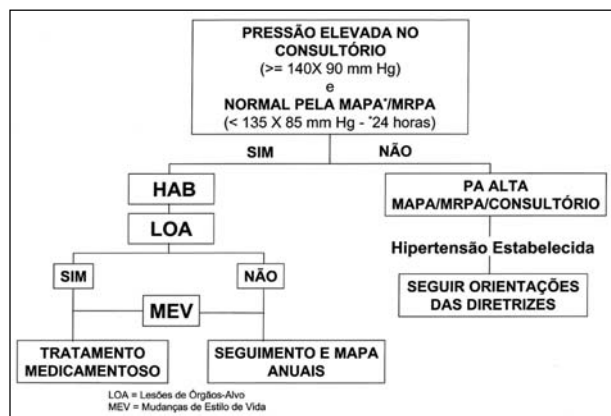 PRESSÃO ELEVADA NO
CONSULTÓRIO
(>= 140X 90 mm Hg)
e
NORMAL PELA MAPA*/MRPA
(< 135 X 85 mm Hg - *24 horas)
SIM NÃO
HAB
PA ALTA
MAPA/MRPA/CONSULTÓRIO
LOA
Hipertensão Estabelecida
SIM NÃO
SEGUIR ORIENTAÇÕES
DAS DIRETRIZES
MEV
TRATAMENTO
MEDICAMENTOSO
SEGUIMENTO E MAPA
ANUAIS
LOA = Lesões de Órgãos-Alvo
MEV = Mudanças de Estilo de Vida